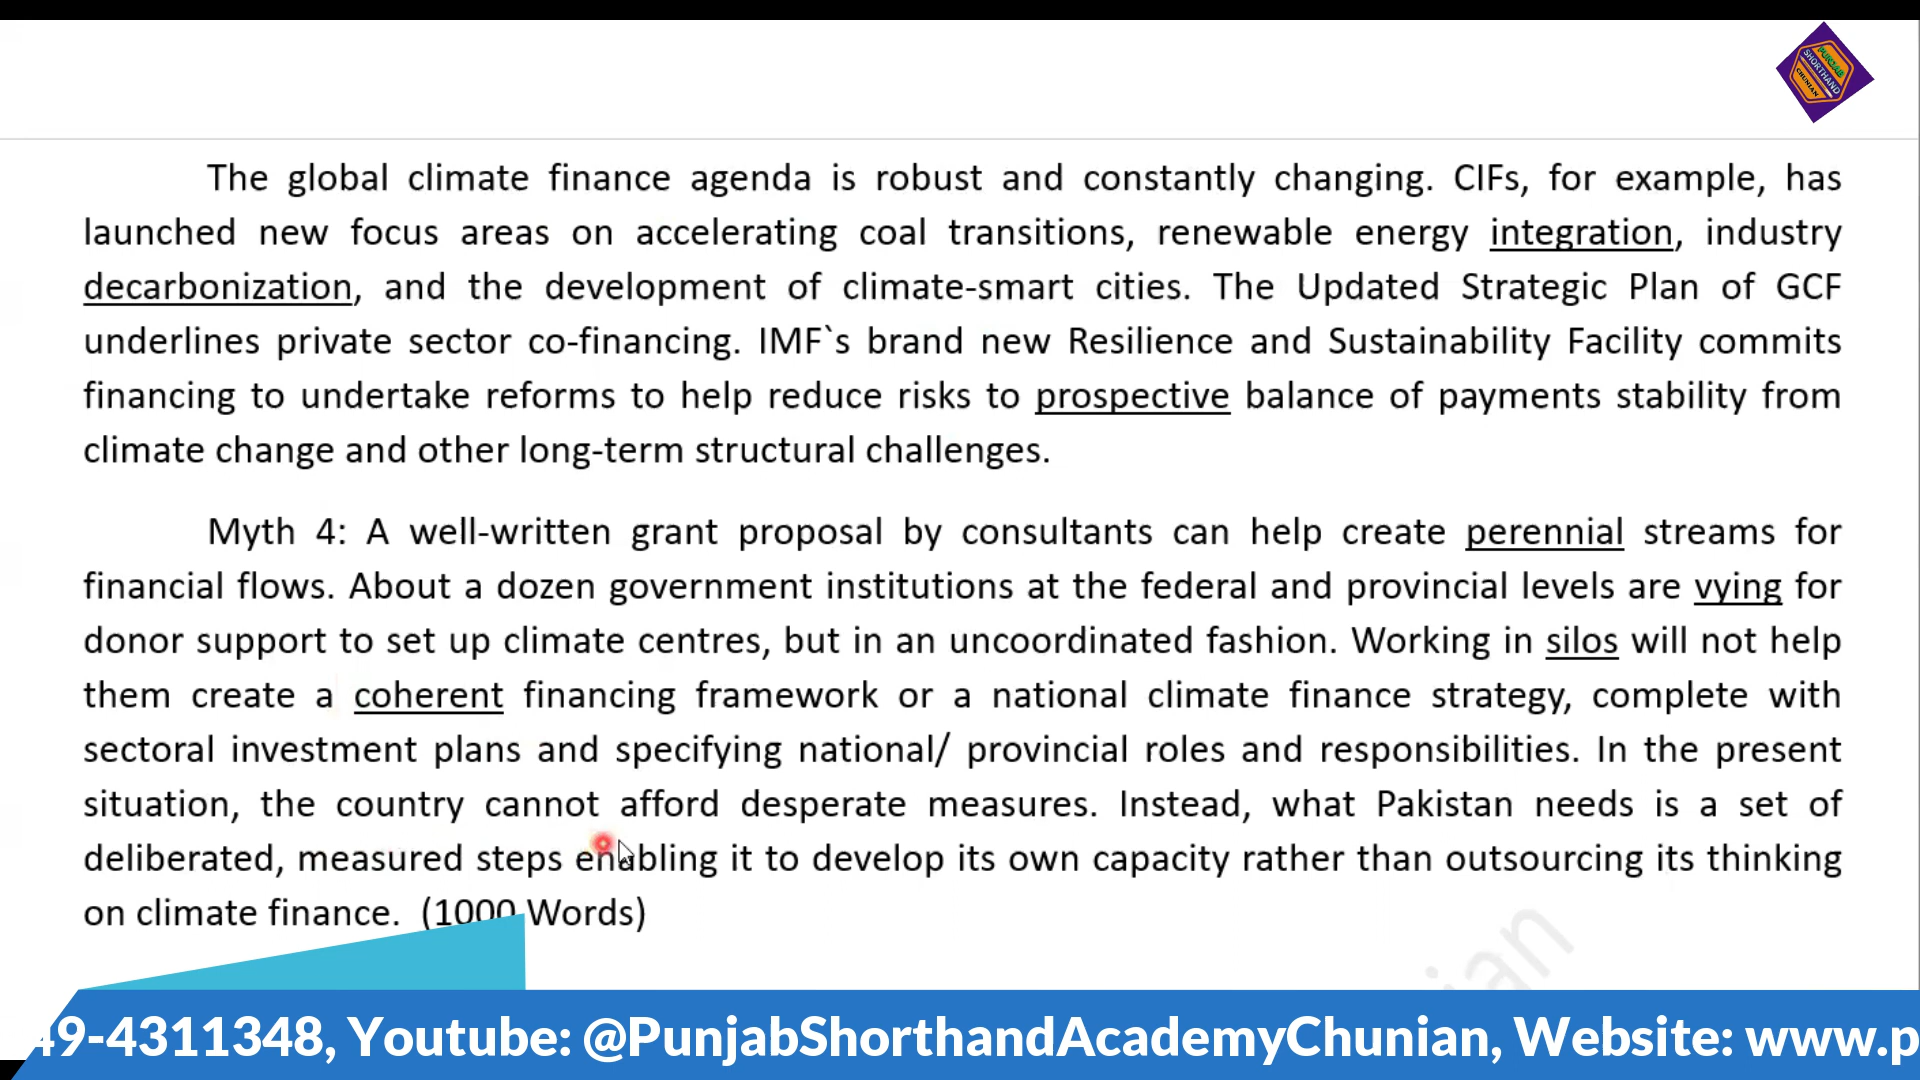 PUNJAB
SHORTHAND
CHUNIAN
The global climate finance agenda is robust and constantly changing. CIFs, for example, has
launched new focus areas on accelerating coal transitions, renewable energy integration, industry
decarbonization, and the development of climate-smart cities. The Updated Strategic Plan of GCF
underlines private sector co-financing. IMF`s brand new Resilience and Sustainability Facility commits
financing to undertake reforms to help reduce risks to prospective balance of payments stability from
climate change and other long-term structural challenges.
Myth 4: A well-written grant proposal by consultants can help create perennial streams for
financial flows. About a dozen government institutions at the federal and provincial levels are vying for
donor support to set up climate centres, but in an uncoordinated fashion. Working in silos will not help
them create a coherent financing framework or a national climate finance strategy, complete with
sectoral investment plans and specifying national/ provincial roles and responsibilities. In the present
situation, the country cannot afford desperate measures. Instead, what Pakistan needs is a set of
deliberated, measured steps enabling it to develop its own capacity rather than outsourcing its thinking
on climate finance. (1000 Words)
ian
49-4311348, Youtube: @PunjabShorthandAcademyChunian, Website: www.p